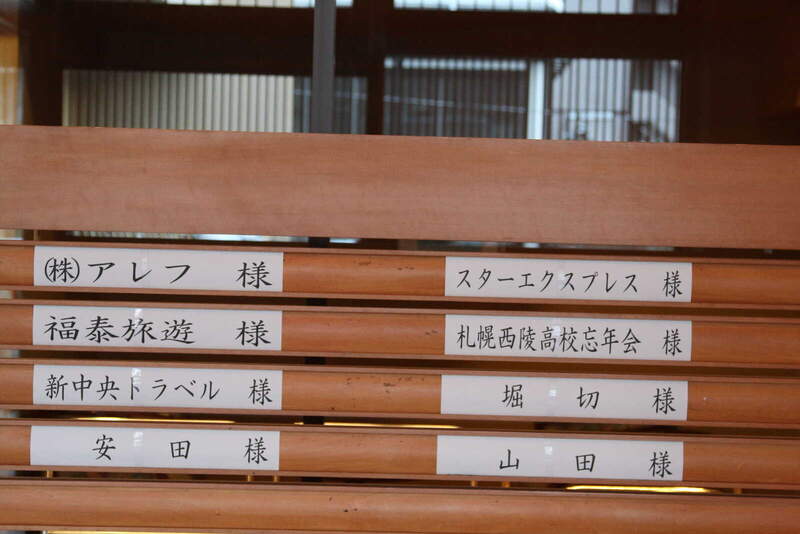 ㈱アレフ 様
福泰旅遊 様
新中央トラベル 様
安田 様
スターエクスプレス 様
札幌西陵高校忘年会 様
堀切 様
山田 様